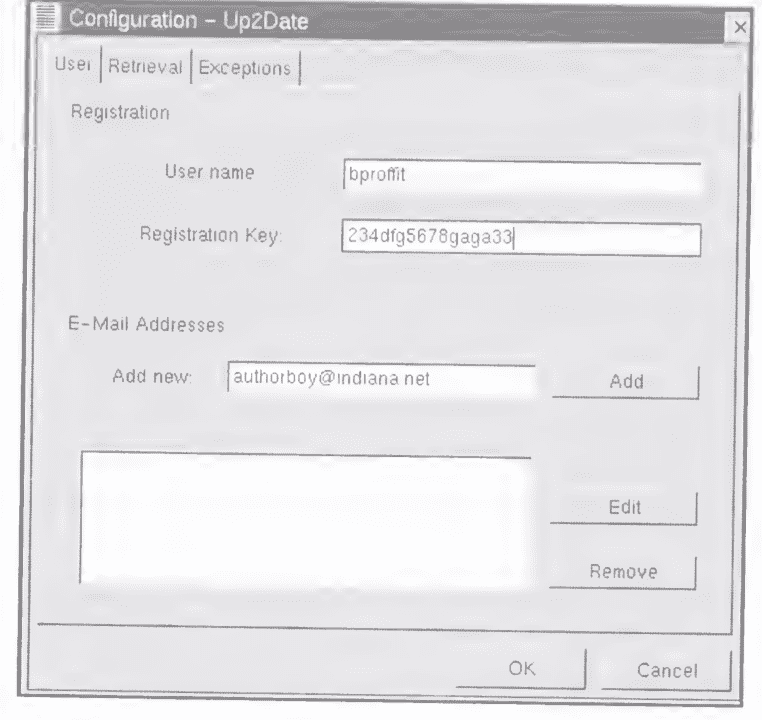 Configuration – Up2Date
User Retrieval Exceptions
Registration
User name bproffit
Registration Key: 234dfg5678gaga33
E-Mail Addresses
Add new: authorboy@indiana.net Add
Edit
Remove
OK Cancel